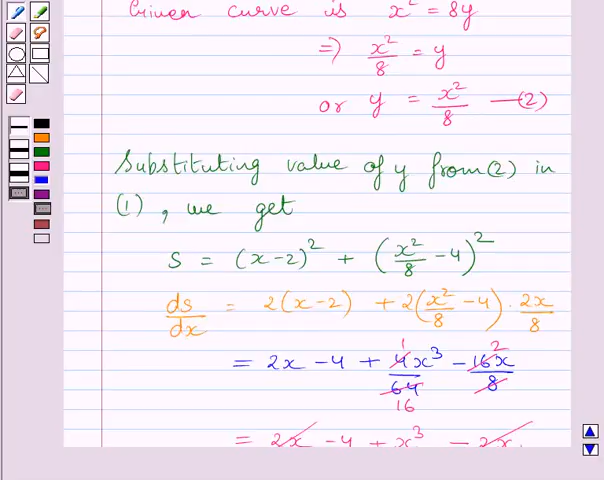 Given curve is x² = 8y
=) x²/8 = y
or y = x²/8 —(2)
Substituting value of y from (2) in
(1), we get
s = (x-2)² + (x²/8 - 4)²
ds/dx = 2(x-2) + 2(x²/8 - 4) . 2x/8
= 2x - 4 + 4x³/64 - 16x/8 1 16 2
= 2x - 4 + x³ - 2x